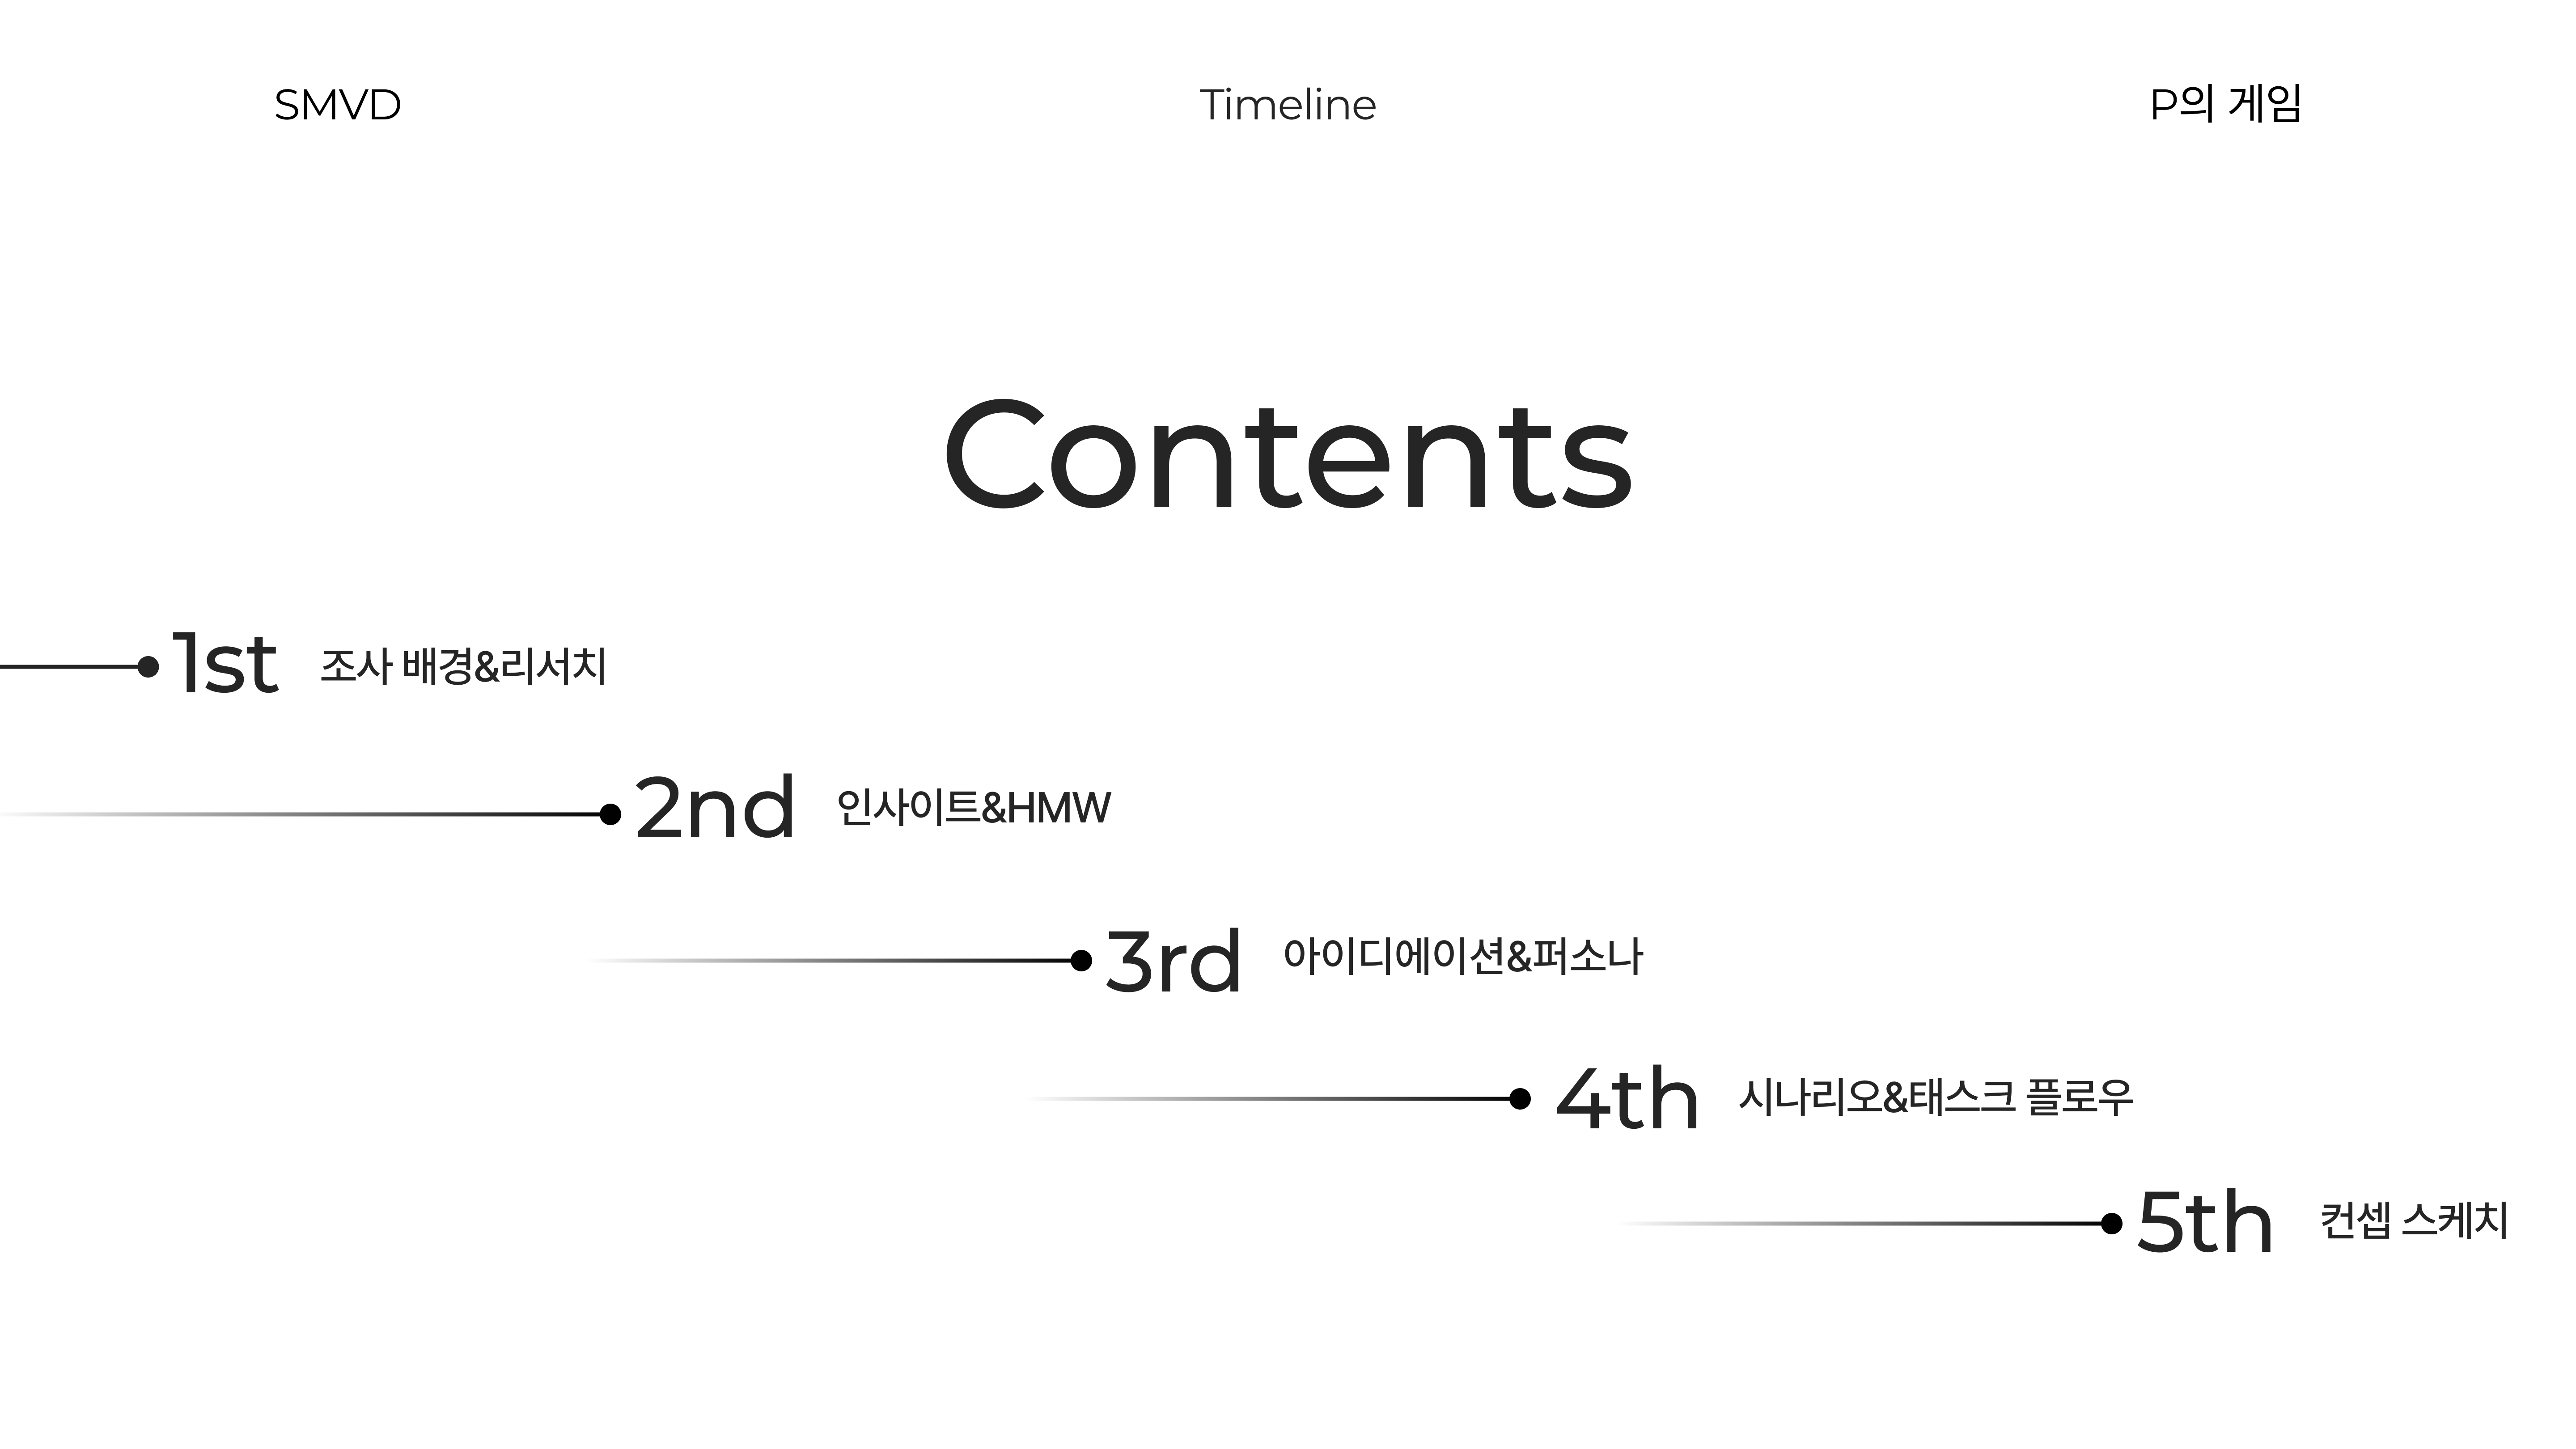 SMVD
Timeline
P의 게임
Contents
1st 조사 배경&리서치
2nd 인사이트&HMW
3rd 아이디에이션&퍼소나
4th 시나리오&태스크 플로우
5th 컨셉 스케치